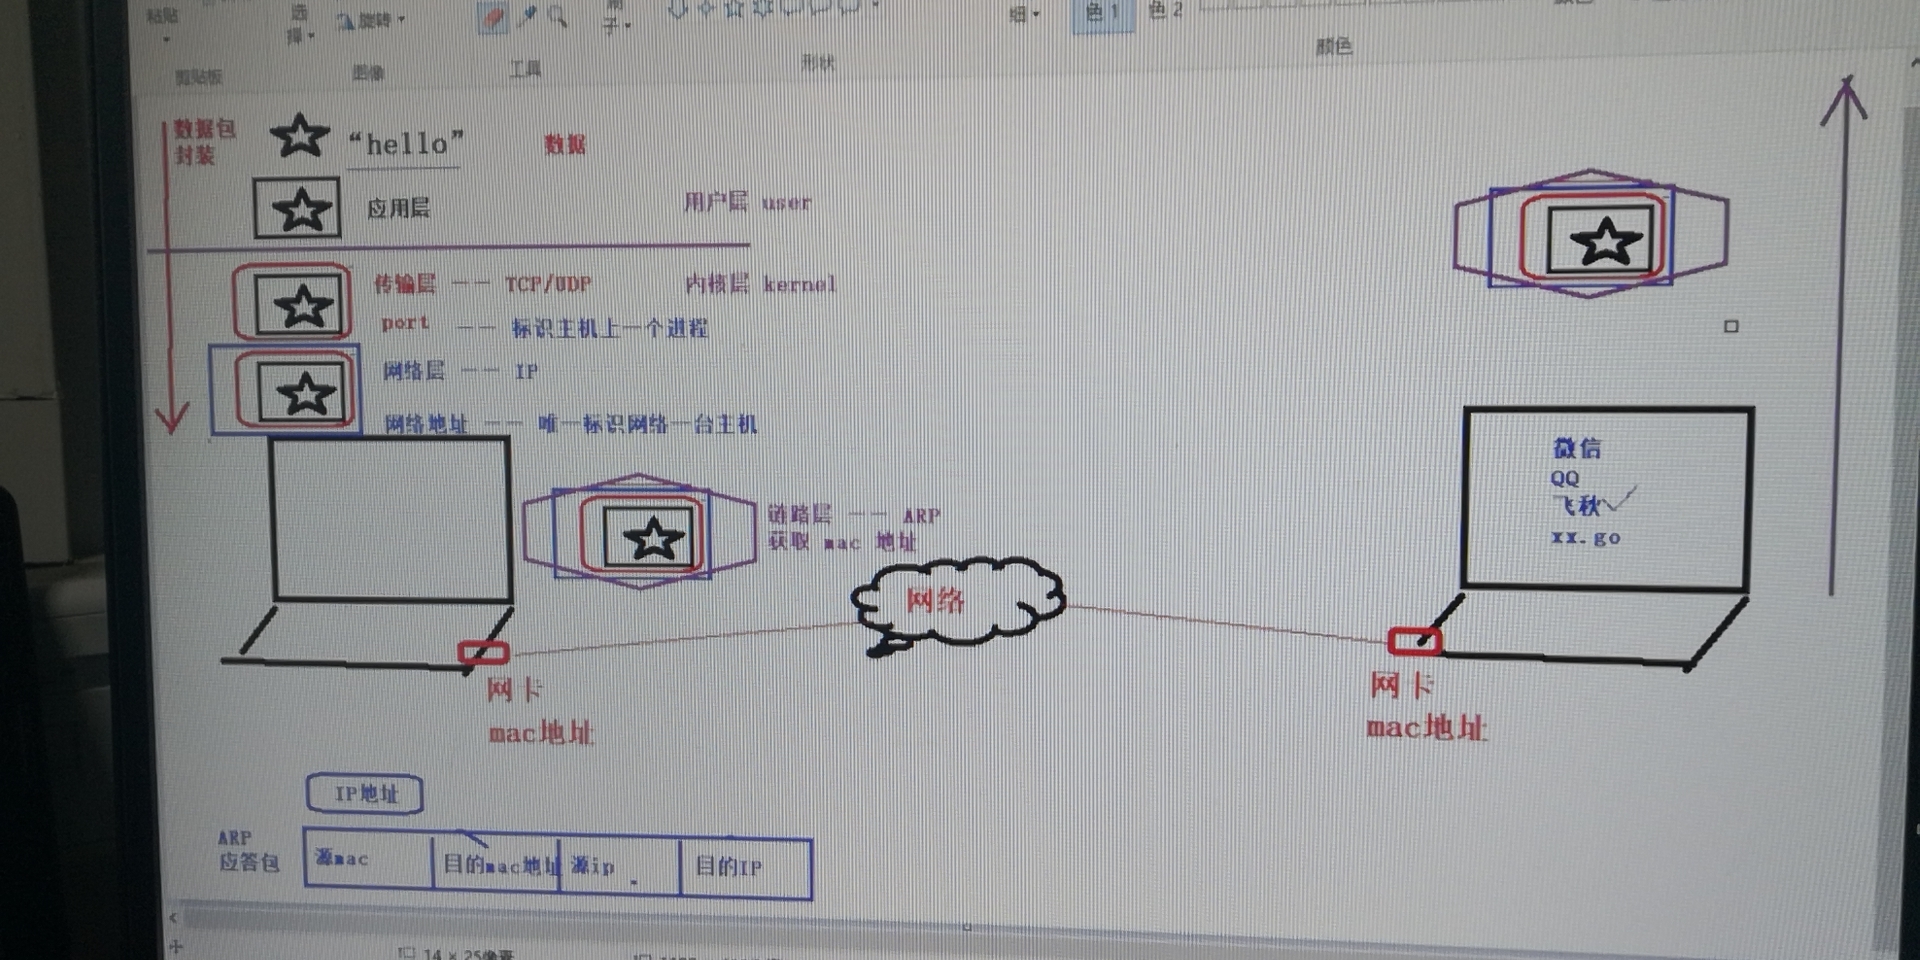 粘贴
选择
旋转
子
细
色1
色2
剪贴板
图像
工具
形状
颜色
数据包
封装
“hello”
数据
应用层
用户层 user
传输层 —— TCP/UDP
内核层 kernel
port —— 标识主机上一个进程
网络层 —— IP
网络地址 —— 唯一标识网络一台主机
链路层 —— ARP
获取 mac 地址
网络
微信
QQ
飞秋
xx.go
网卡
mac地址
网卡
mac地址
IP地址
ARP
应答包
源mac
目的mac地址
源ip
目的IP
14 × 25像素